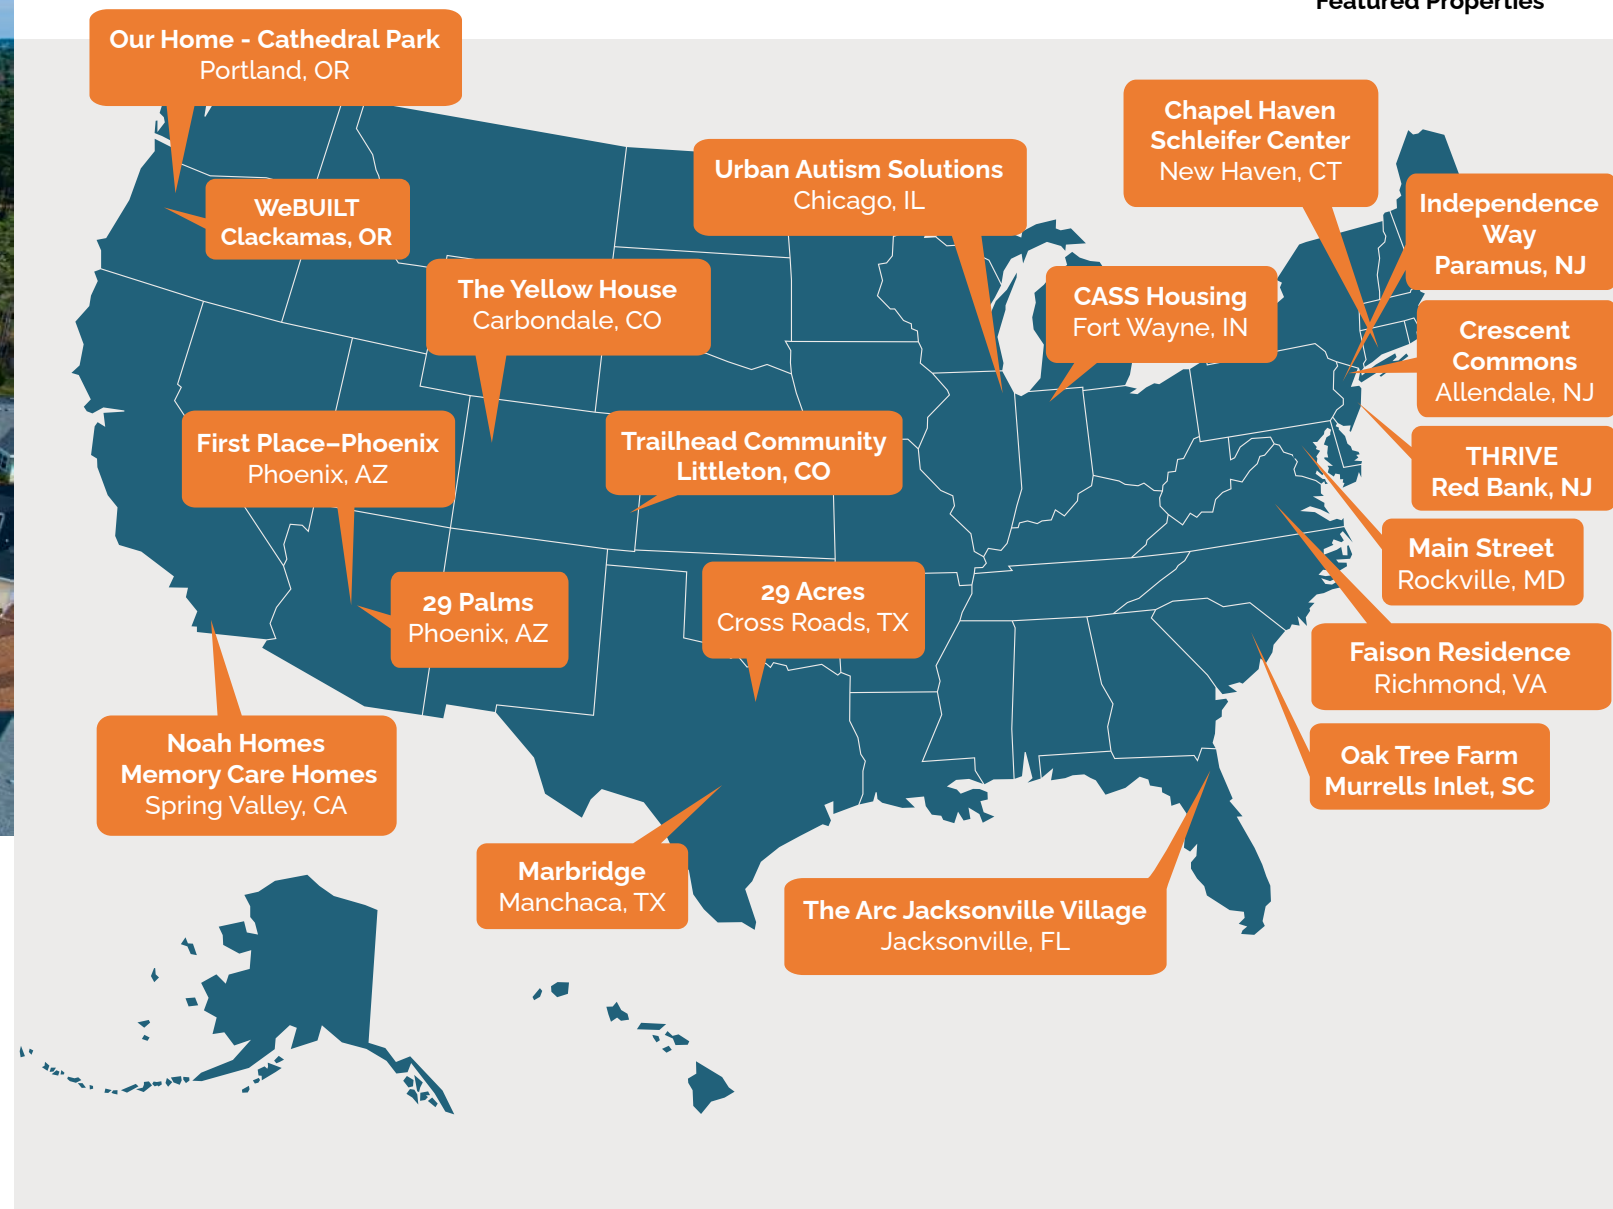 Featured Properties
Our Home - Cathedral Park
Portland, OR
WeBUILT
Clackamas, OR
Urban Autism Solutions
Chicago, IL
Chapel Haven
Schleifer Center
New Haven, CT
Independence
Way
Paramus, NJ
The Yellow House
Carbondale, CO
CASS Housing
Fort Wayne, IN
Crescent
Commons
Allendale, NJ
First Place–Phoenix
Phoenix, AZ
Trailhead Community
Littleton, CO
THRIVE
Red Bank, NJ
29 Palms
Phoenix, AZ
29 Acres
Cross Roads, TX
Main Street
Rockville, MD
Faison Residence
Richmond, VA
Noah Homes
Memory Care Homes
Spring Valley, CA
Oak Tree Farm
Murrells Inlet, SC
Marbridge
Manchaca, TX
The Arc Jacksonville Village
Jacksonville, FL